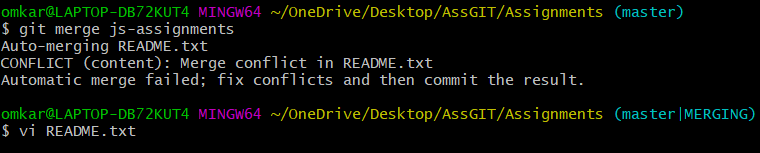 omkar@LAPTOP-DB72KUT4 MINGW64 ~/OneDrive/Desktop/AssGIT/Assignments (master)
$ git merge js-assignments
Auto-merging README.txt
CONFLICT (content): Merge conflict in README.txt
Automatic merge failed; fix conflicts and then commit the result.
omkar@LAPTOP-DB72KUT4 MINGW64 ~/OneDrive/Desktop/AssGIT/Assignments (master|MERGING)
$ vi README.txt